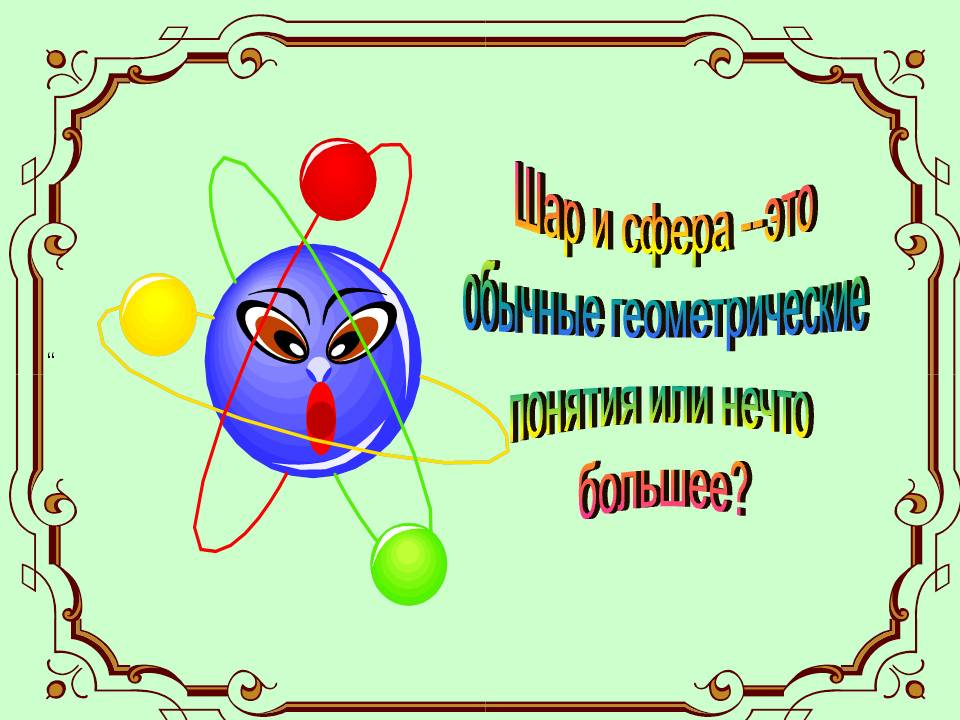 Шар и сфера --это
обычные геометрические
понятия или нечто
большее?
“